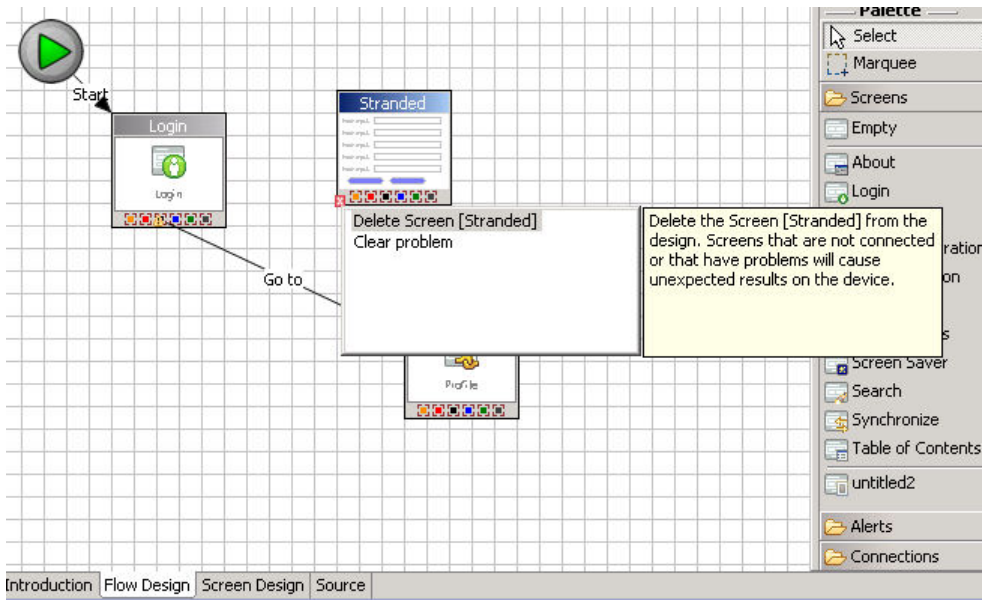 Palette
Select
Marquee
Screens
Empty
About
Login
Start
Login
Login
Stranded
Delete Screen [Stranded]
Clear problem
Delete the Screen [Stranded] from the
design. Screens that are not connected
or that have problems will cause
unexpected results on the device.
Go to
Profile
Screen Saver
Search
Synchronize
Table of Contents
untitled2
Alerts
Connections
Introduction
Flow Design
Screen Design
Source